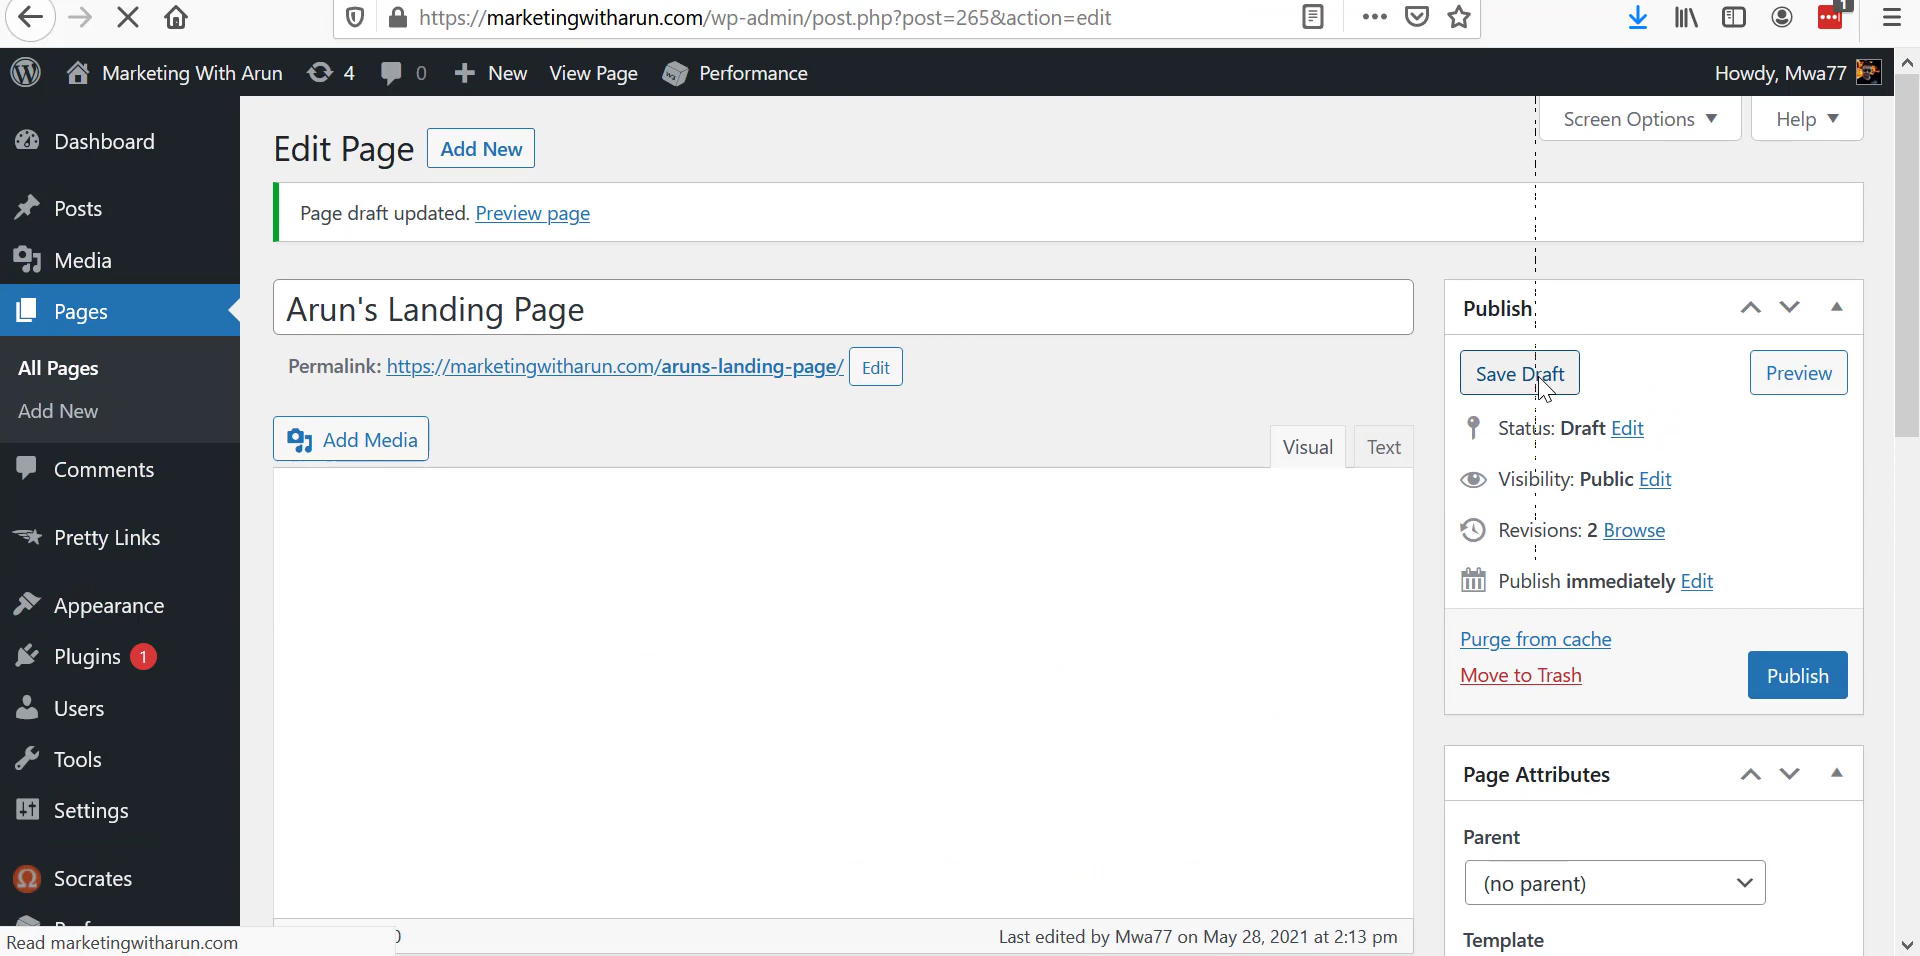 https://marketingwitharun.com/wp-admin/post.php?post=265&action=edit
1
Marketing With Arun 4 0 New View Page Performance Howdy, Mwa77
Screen Options Help
Dashboard
Posts
Media
Pages
All Pages
Add New
Comments
Pretty Links
Appearance
Plugins 1
Users
Tools
Settings
Socrates
Read marketingwitharun.com
Edit Page Add New
Page draft updated. Preview page
Arun's Landing Page
Permalink: https://marketingwitharun.com/aruns-landing-page/ Edit
Add Media
Visual Text
0 Last edited by Mwa77 on May 28, 2021 at 2:13 pm
Publish
Save Draft Preview
Status: Draft Edit
Visibility: Public Edit
Revisions: 2 Browse
Publish immediately Edit
Purge from cache
Move to Trash
Publish
Page Attributes
Parent
(no parent)
Template